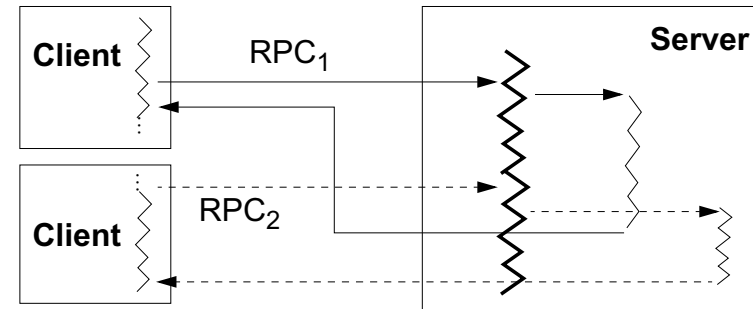 Client
RPC₁
Server
RPC₂
Client